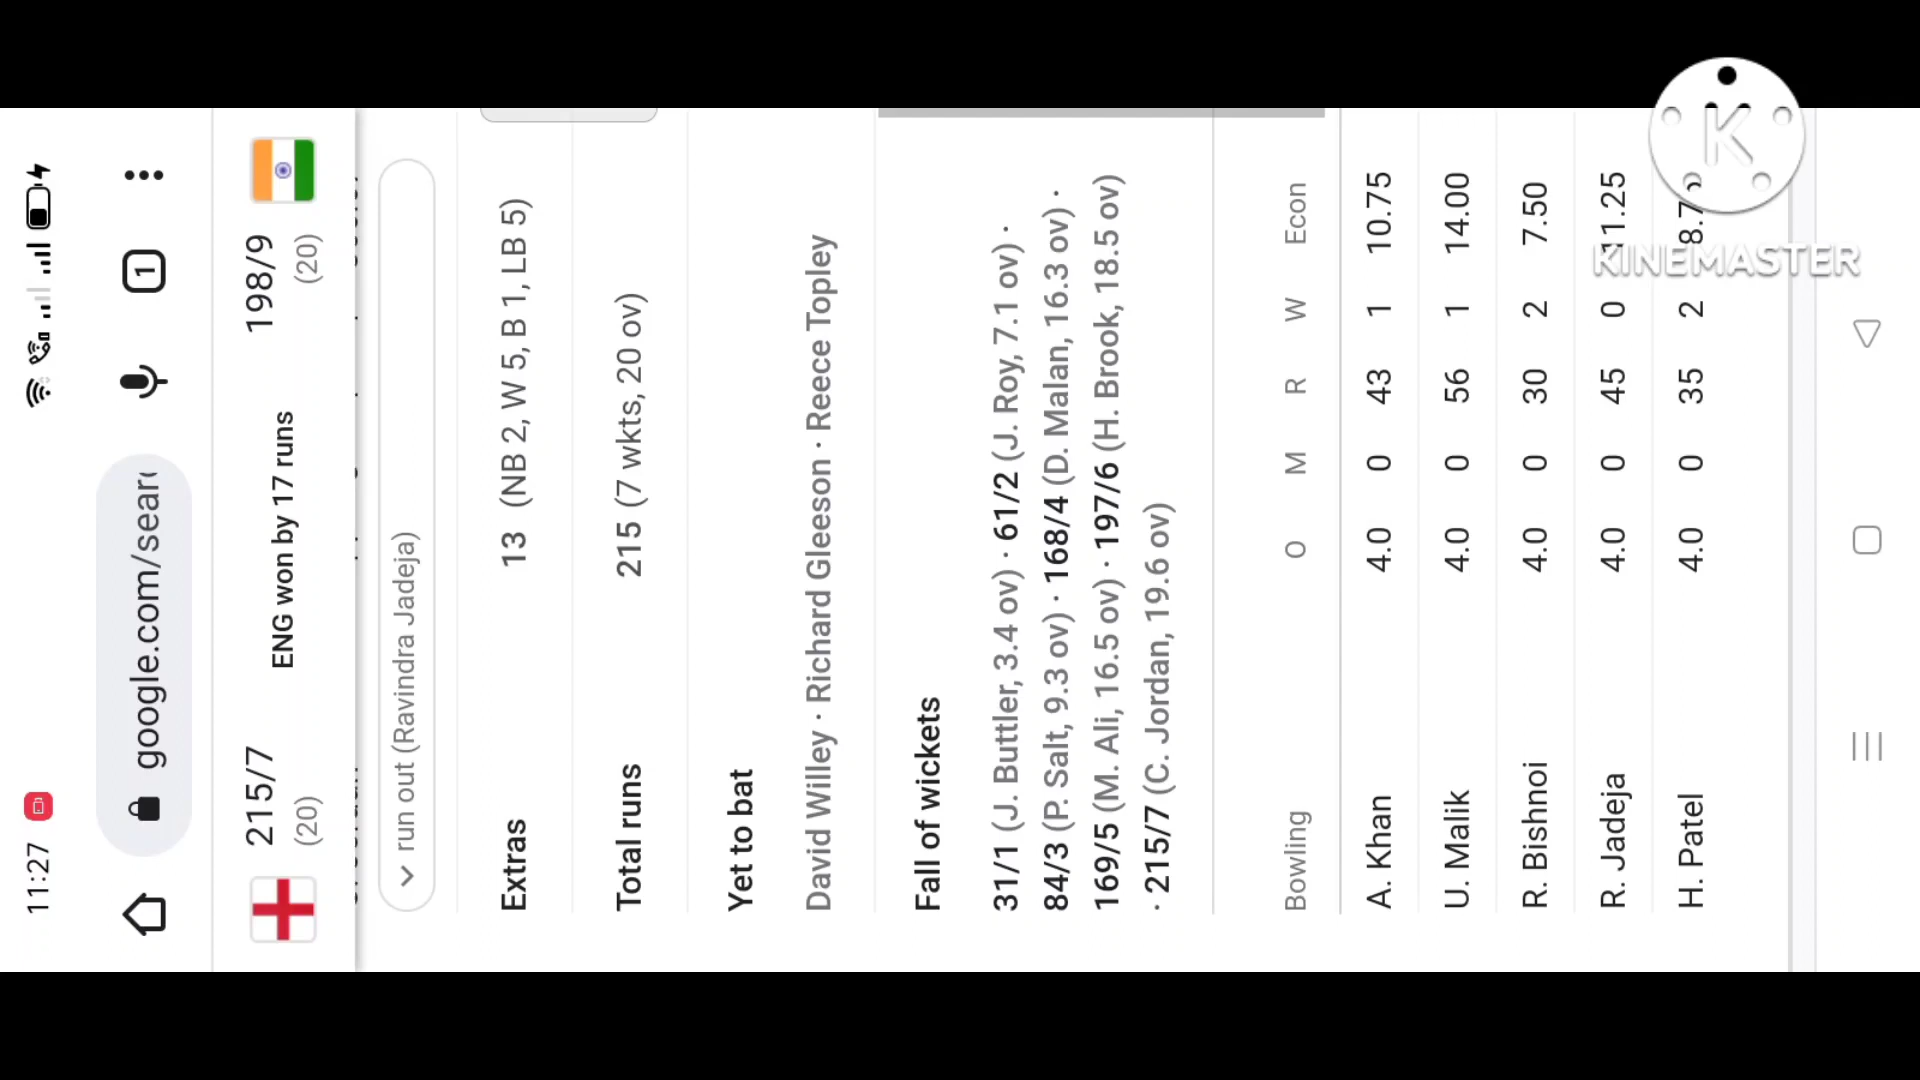 11:27
google.com/sear
1
215/7
(20)
ENG won by 17 runs
198/9
(20)
run out (Ravindra Jadeja)
Extras 13 (NB 2, W 5, B 1, LB 5)
Total runs 215 (7 wkts, 20 ov)
Yet to bat
David Willey · Richard Gleeson · Reece Topley
Fall of wickets
31/1 (J. Buttler, 3.4 ov) · 61/2 (J. Roy, 7.1 ov) ·
84/3 (P. Salt, 9.3 ov) · 168/4 (D. Malan, 16.3 ov) ·
169/5 (M. Ali, 16.5 ov) · 197/6 (H. Brook, 18.5 ov)
· 215/7 (C. Jordan, 19.6 ov)
Bowling O M R W Econ
A. Khan 4.0 0 43 1 10.75
U. Malik 4.0 0 56 1 14.00
R. Bishnoi 4.0 0 30 2 7.50
R. Jadeja 4.0 0 45 0 11.25
H. Patel 4.0 0 35 2
K
KINEMASTER